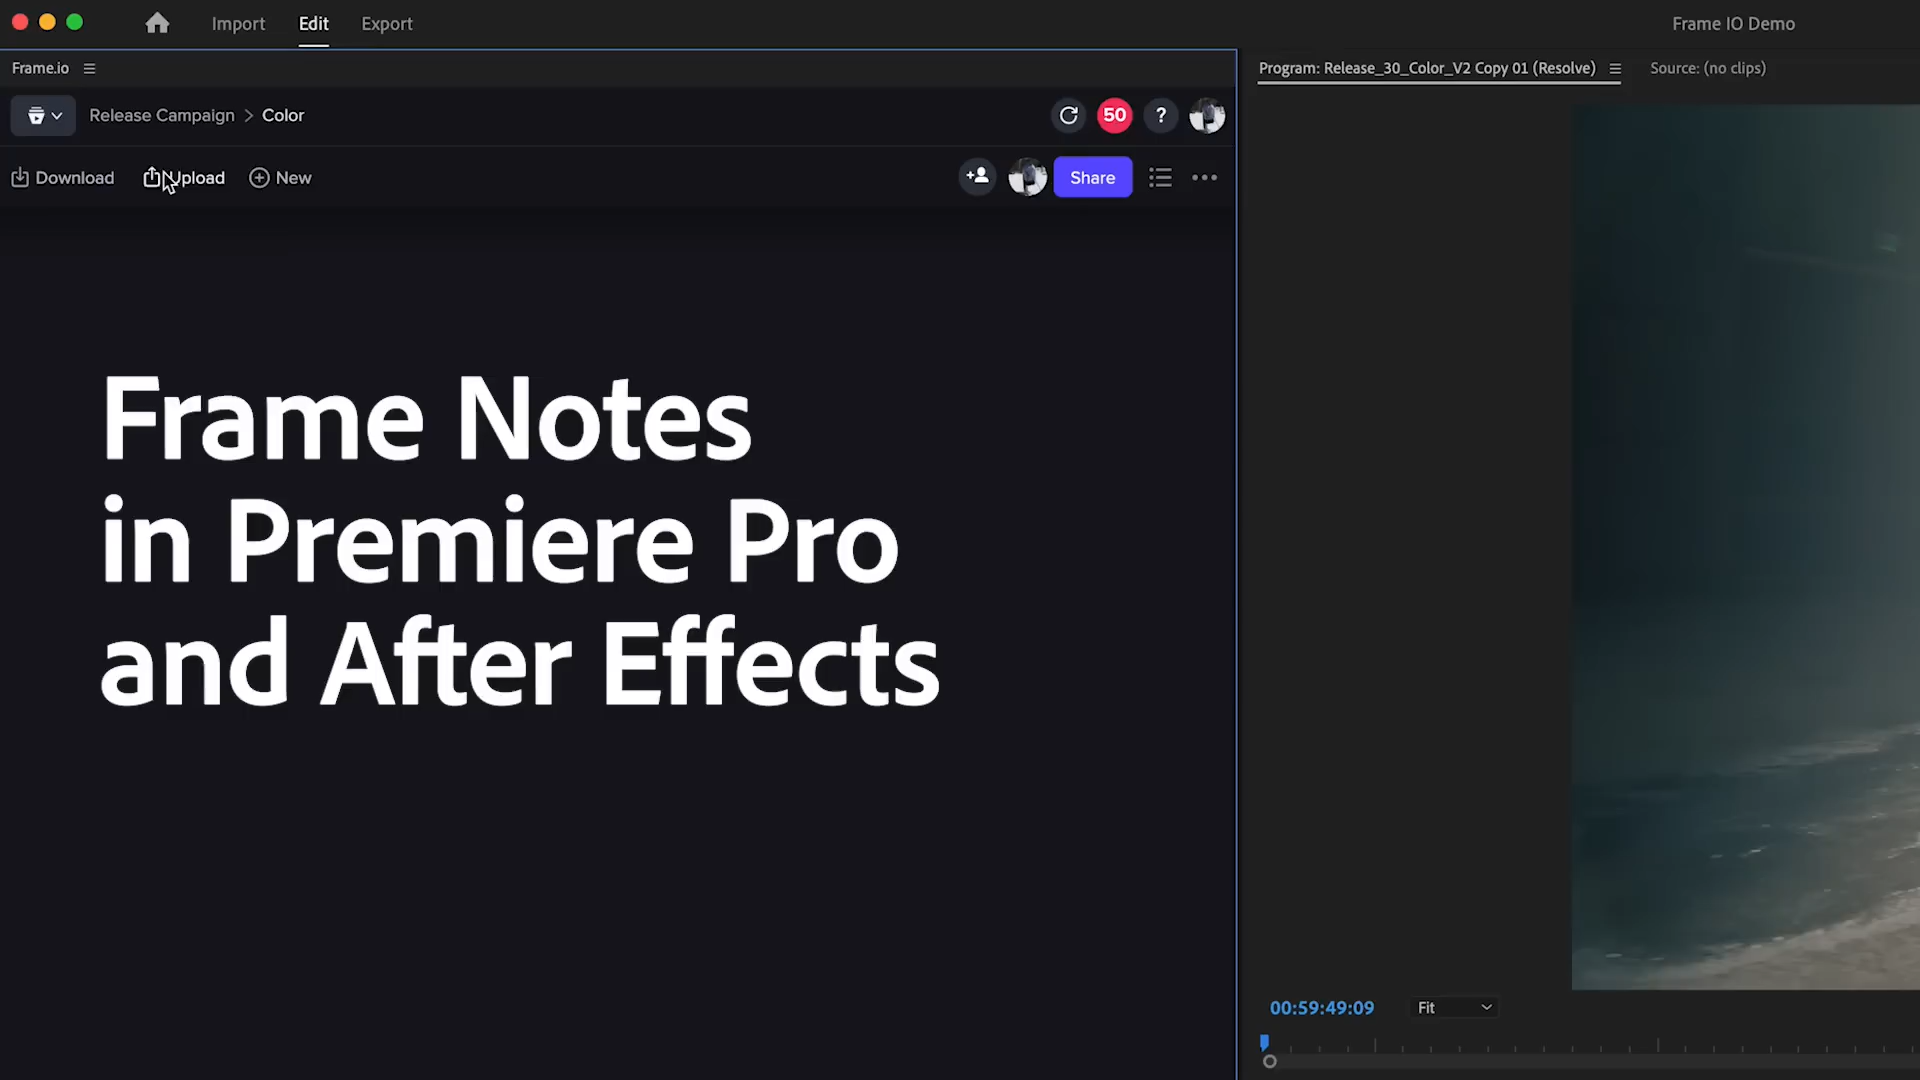 Import Edit Export Frame IO Demo
Frame.io
Program: Release_30_Color_V2 Copy 01 (Resolve) Source: (no clips)
Release Campaign > Color 50 ?
Download Upload New Share
Frame Notes
in Premiere Pro
and After Effects
00:59:49:09 Fit